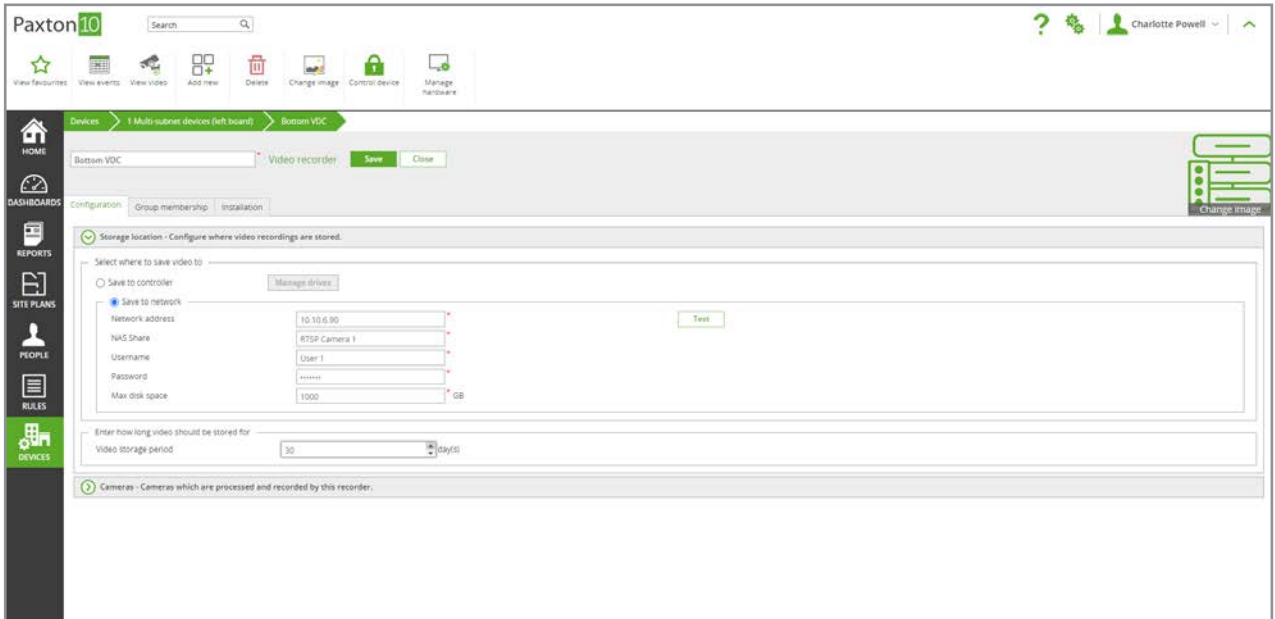 Paxton 10
Search
?
Charlotte Powell
View favourites
View events
View video
Add new
Delete
Change image
Control device
Manage hardware
HOME
DASHBOARDS
REPORTS
SITE PLANS
PEOPLE
RULES
DEVICES
Devices
1 Multi-subnet devices (left board)
Bottom VDC
Bottom VDC * Video recorder Save Close
Change image
Configuration Group membership Installation
Storage location - Configure where video recordings are stored.
Select where to save video to
Save to controller Manage drives
Save to network
Network address 10.10.6.90 * Test
NAS Share RTSP Camera 1 *
Username User 1 *
Password ••••••• *
Max disk space 1000 * GB
Enter how long video should be stored for
Video storage period 30 day(s)
Cameras - Cameras which are processed and recorded by this recorder.